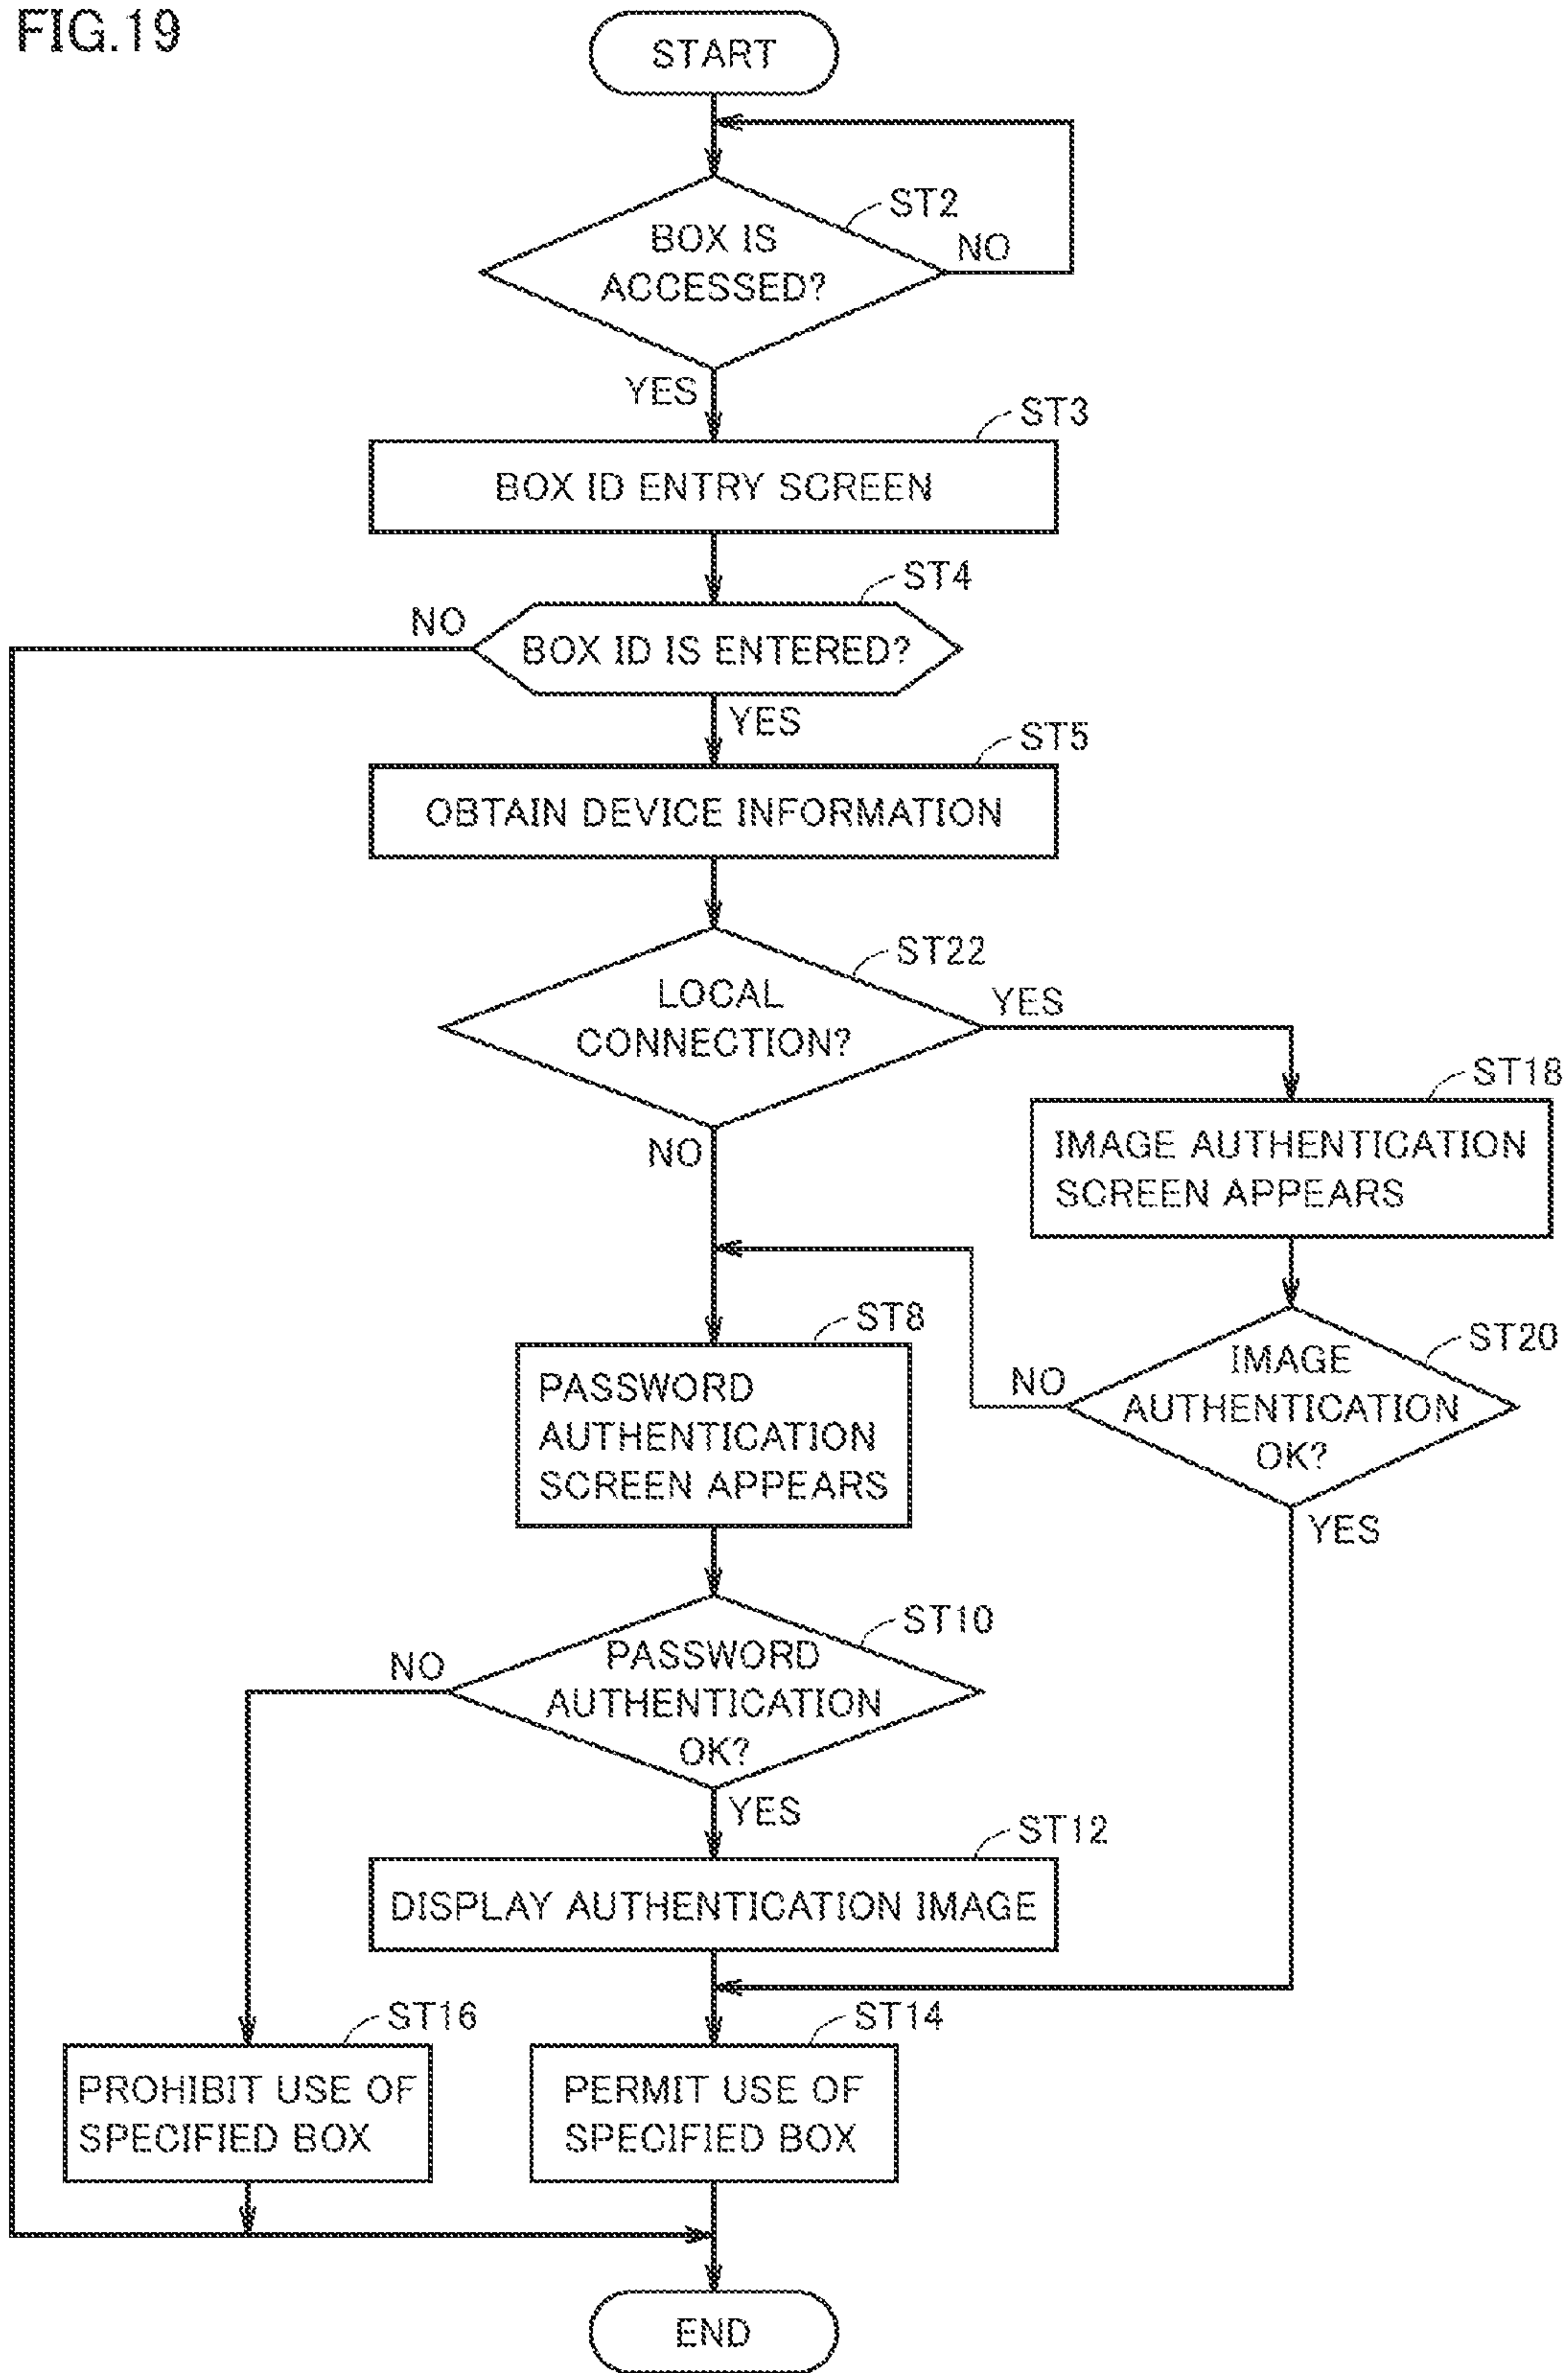 FIG.19
START
ST2
BOX IS
ACCESSED?
NO
YES
ST3
BOX ID ENTRY SCREEN
ST4
NO
BOX ID IS ENTERED?
YES
ST5
OBTAIN DEVICE INFORMATION
ST22
LOCAL
CONNECTION?
YES
NO
ST18
IMAGE AUTHENTICATION
SCREEN APPEARS
ST8
PASSWORD
AUTHENTICATION
SCREEN APPEARS
ST20
IMAGE
AUTHENTICATION
OK?
NO
YES
ST10
PASSWORD
AUTHENTICATION
OK?
NO
YES
ST12
DISPLAY AUTHENTICATION IMAGE
ST16
PROHIBIT USE OF
SPECIFIED BOX
ST14
PERMIT USE OF
SPECIFIED BOX
END